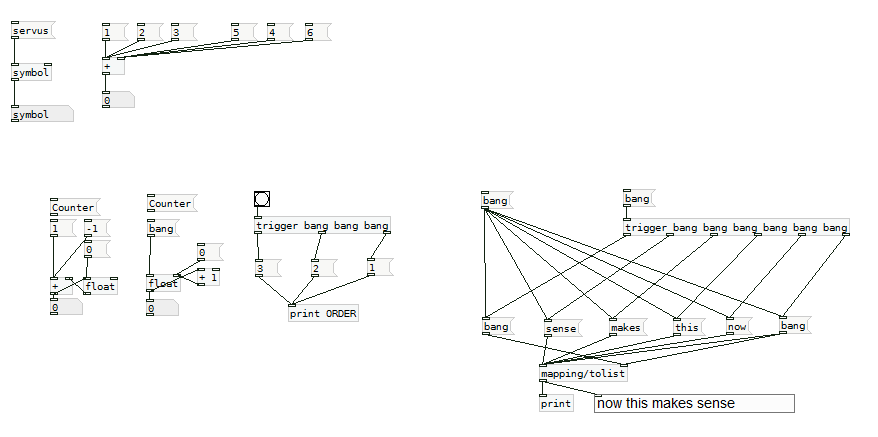 servus
1 2 3 5 4 6
symbol
+
symbol
0
Counter
Counter
bang
bang
1 -1
bang
trigger bang bang bang
trigger bang bang bang bang bang
0
0
3 2 1
+ float
float
+ 1
0
0
print ORDER
bang sense makes this now bang
mapping/tolist
print
now this makes sense